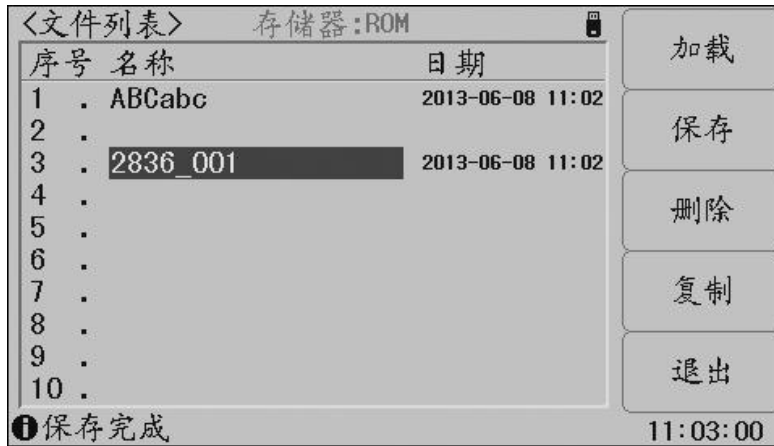 <文件列表> 存储器:ROM
加载
序号 名称 日期
1 . ABCabc 2013-06-08 11:02
2 .
保存
3 . 2836_001 2013-06-08 11:02
4 .
删除
5 .
6 .
7 .
复制
8 .
9 .
退出
10 .
保存完成 11:03:00